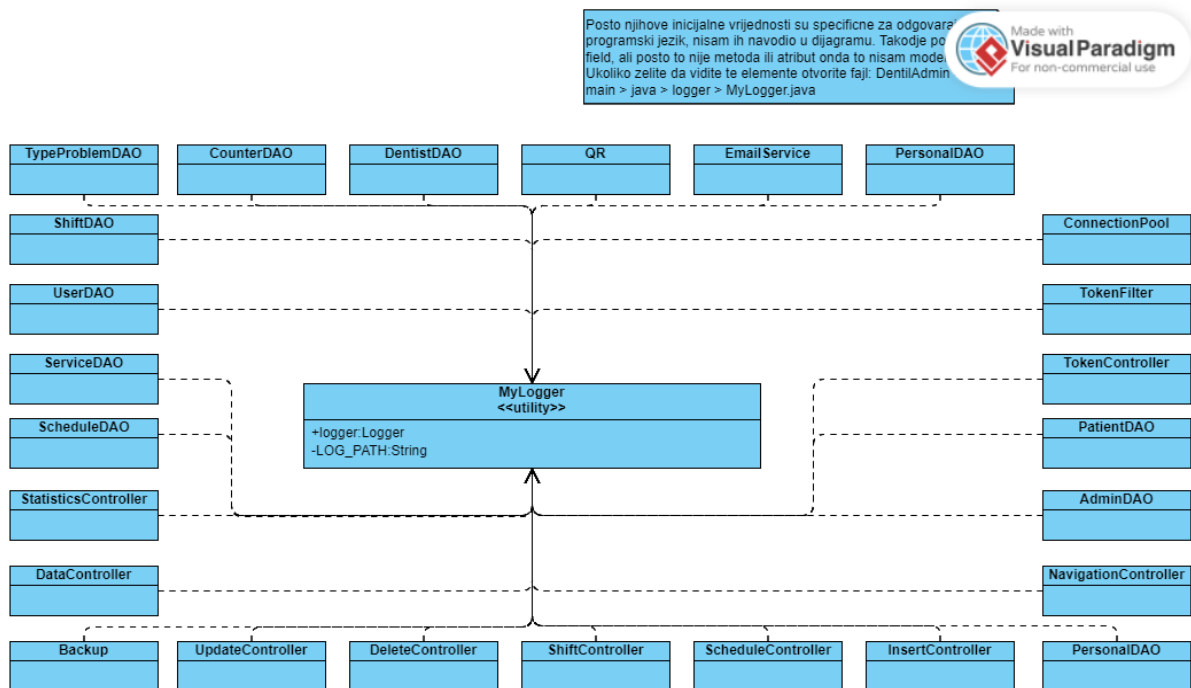 Posto njihove inicijalne vrijednosti su specificne za
programski jezik, nisam ih navodio u dijagramu. Takodje
field, ali posto to nije metoda ili atribut onda to nisam
Ukoliko zelite da vidite te elemente otvorite fajl: DentilAdmin
main > java > logger > MyLogger.java
Made with
Visual Paradigm
For non-commercial use
TypeProblemDAO
CounterDAO
DentistDAO
QR
EmailService
PersonalDAO
ShiftDAO
ConnectionPool
UserDAO
TokenFilter
ServiceDAO
TokenController
MyLogger
<<utility>>
+logger:Logger
-LOG_PATH:String
ScheduleDAO
PatientDAO
StatisticsController
AdminDAO
DataController
NavigationController
Backup
UpdateController
DeleteController
ShiftController
ScheduleController
InsertController
PersonalDAO